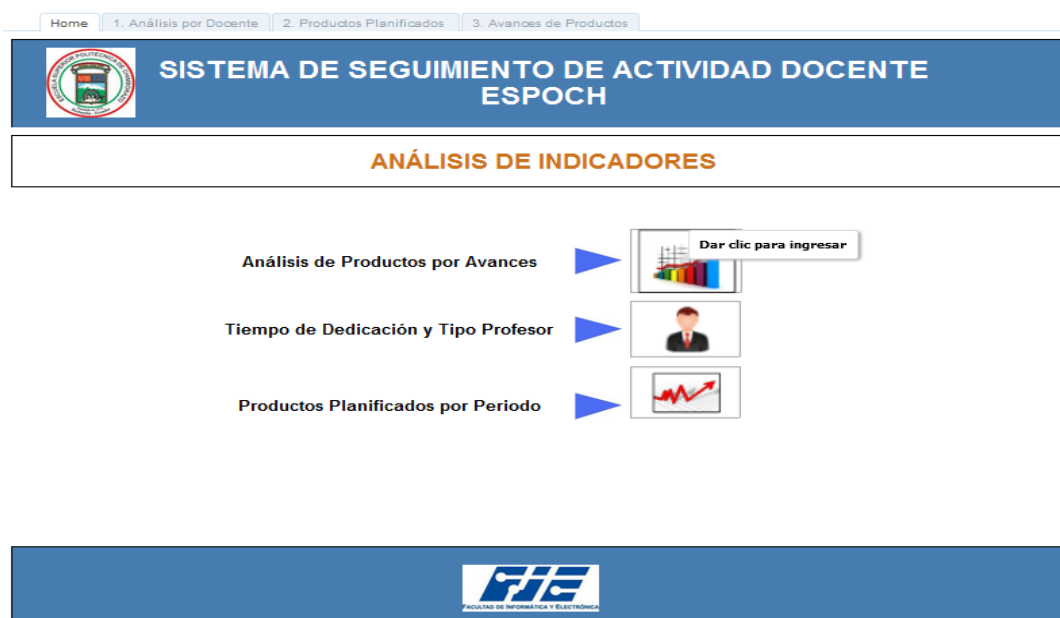 Home
1. Análisis por Docente
2. Productos Planificados
3. Avances de Productos
SISTEMA DE SEGUIMIENTO DE ACTIVIDAD DOCENTE
ESPOCH
ANÁLISIS DE INDICADORES
Análisis de Productos por Avances
Dar clic para ingresar
Tiempo de Dedicación y Tipo Profesor
Productos Planificados por Periodo
FIE
FACULTAD DE INFORMÁTICA Y ELECTRÓNICA